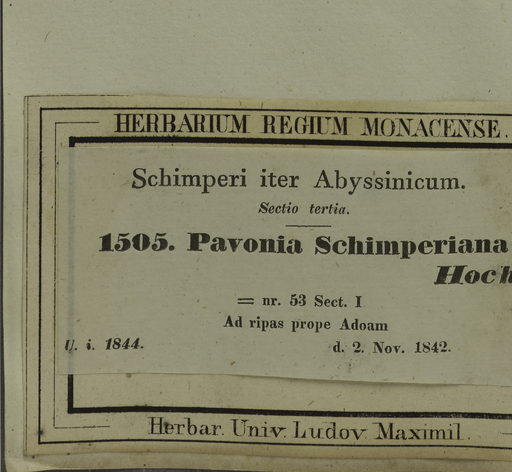 HERBARIUM REGIUM MONACENSE.
Schimperi iter Abyssinicum.
Sectio tertia.
1505. Pavonia Schimperiana
Hoch
= nr. 53 Sect. I
Ad ripas prope Adoam
U. i. 1844. d. 2. Nov. 1842.
Herbar. Univ. Ludov. Maximil.